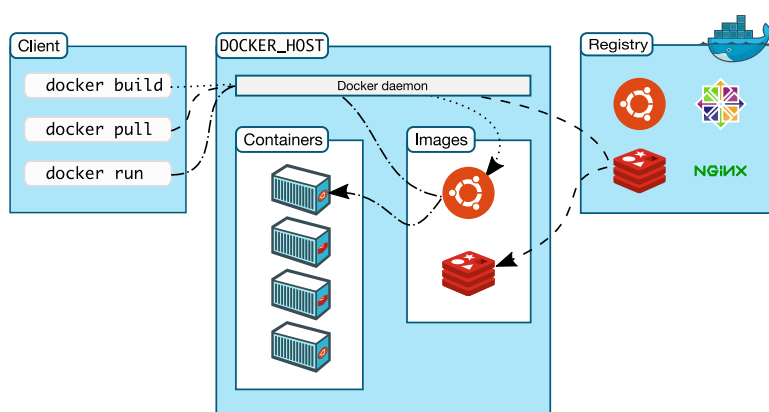 Client
docker build
docker pull
docker run
DOCKER_HOST
Docker daemon
Containers
Images
Registry
NGINX